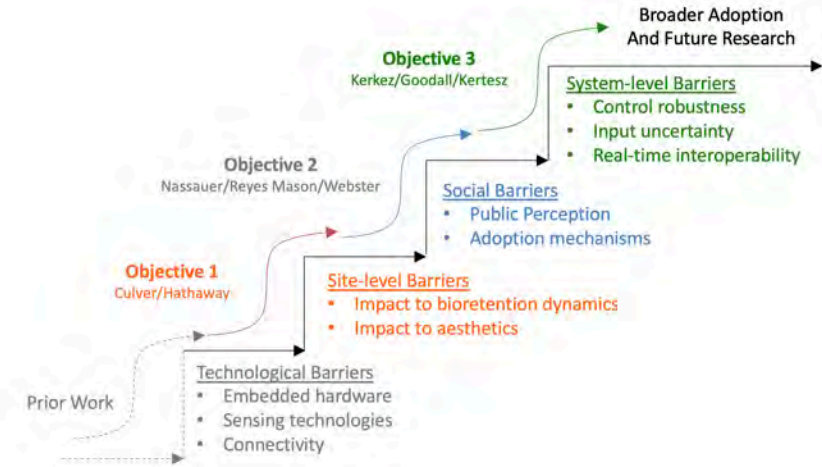 Broader Adoption
And Future Research
Objective 3
Kerkez/Goodall/Kertesz
System-level Barriers
• Control robustness
• Input uncertainty
• Real-time interoperability
Objective 2
Nassauer/Reyes Mason/Webster
Social Barriers
• Public Perception
• Adoption mechanisms
Objective 1
Culver/Hathaway
Site-level Barriers
• Impact to bioretention dynamics
• Impact to aesthetics
Prior Work
Technological Barriers
• Embedded hardware
• Sensing technologies
• Connectivity